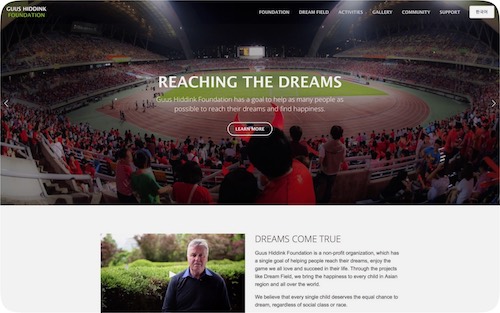 GUUS HIDDINK
FOUNDATION
FOUNDATION DREAM FIELD ACTIVITIES GALLERY COMMUNITY SUPPORT 한국어
REACHING THE DREAMS
Guus Hiddink Foundation has a goal to help as many people as
possible to reach their dreams and find happiness.
LEARN MORE
DREAMS COME TRUE
Guus Hiddink Foundation is a non-profit organization, which has
a single goal of helping people reach their dreams, enjoy the
game we all love and succeed in their life. Through the projects
like Dream Field, we bring the happiness to every child in Asian
region and all over the world.
We believe that every single child deserves the equal chance to
dream, regardless of social class or race.